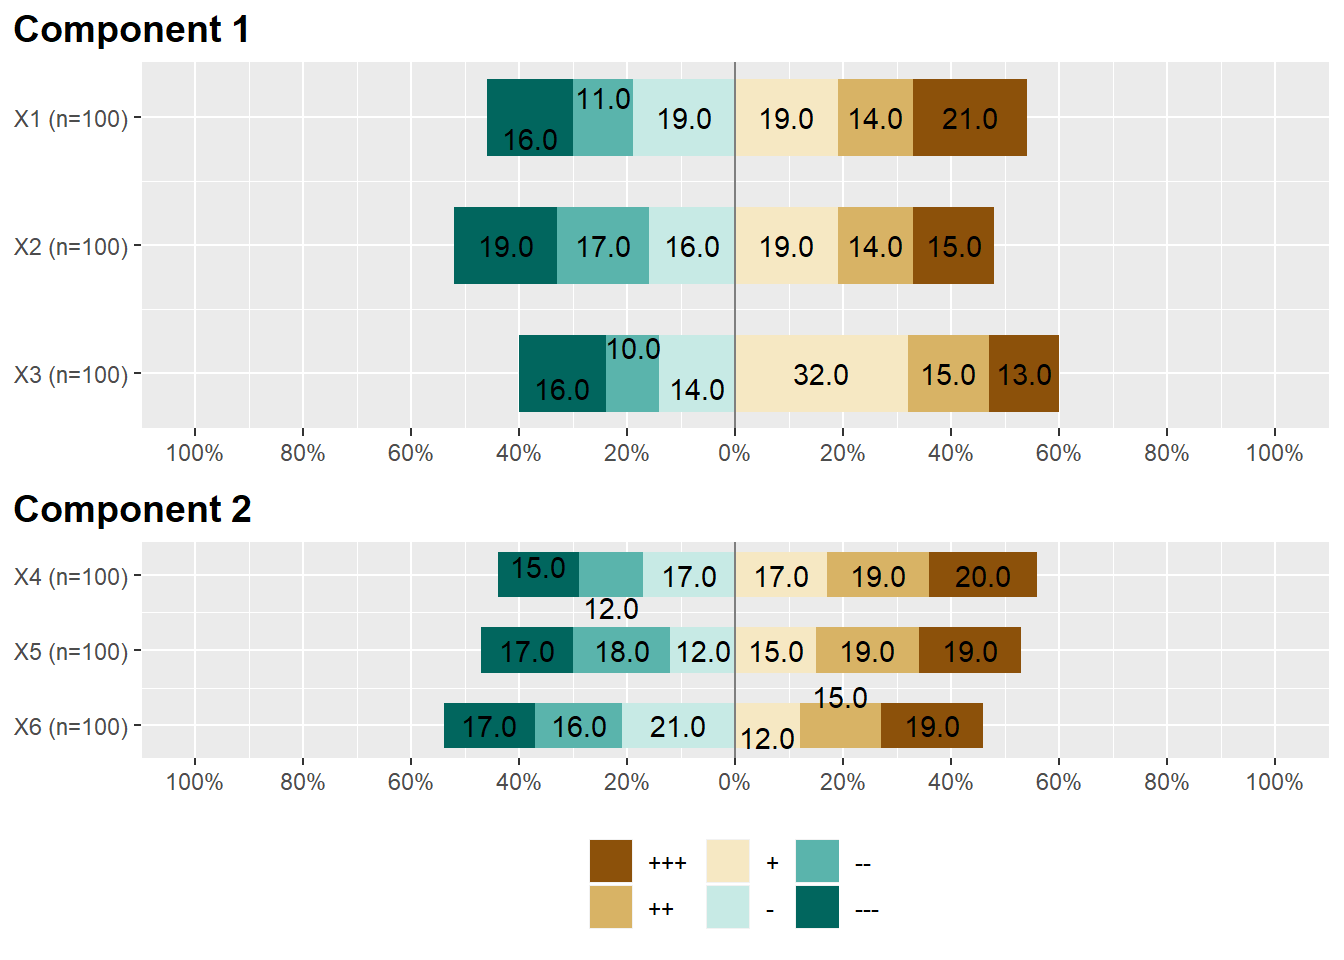 Component 1
X1 (n=100) 16.0 11.0 19.0 19.0 14.0 21.0
X2 (n=100) 19.0 17.0 16.0 19.0 14.0 15.0
X3 (n=100) 16.0 10.0 14.0 32.0 15.0 13.0
100% 80% 60% 40% 20% 0% 20% 40% 60% 80% 100%
Component 2
X4 (n=100) 15.0 12.0 17.0 17.0 19.0 20.0
X5 (n=100) 17.0 18.0 12.0 15.0 19.0 19.0
X6 (n=100) 17.0 16.0 21.0 12.0 15.0 19.0
100% 80% 60% 40% 20% 0% 20% 40% 60% 80% 100%
+++ + --
++ - ---